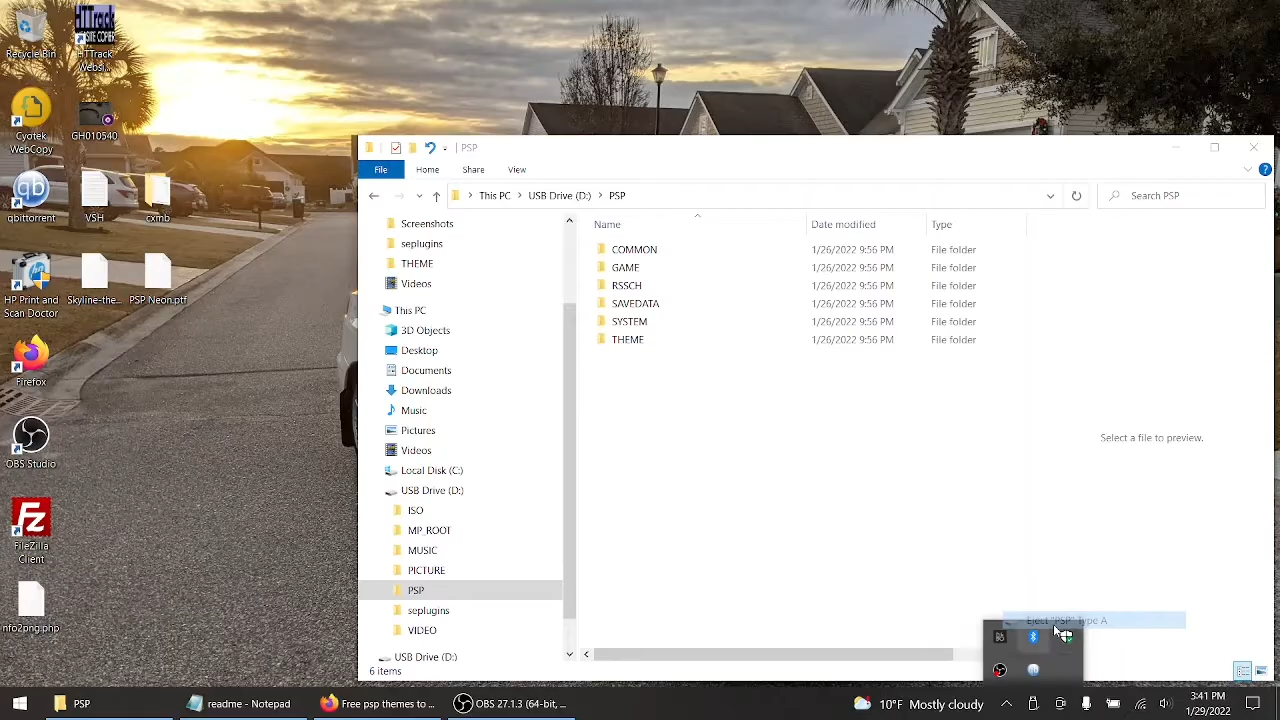 HTTrack
WEBSITE COPIER
Recycle Bin
HTTrack
Websi...
Cyotek
WebCopy
GH010540
qbittorrent
VSH
cxmb
HP Print and
Scan Doctor
Skyline-the...
PSP Neon.ptf
Firefox
OBS Studio
Fz
FileZilla
Client
nfo2png.php
PSP
File
Home
Share
View
This PC
USB Drive (D:)
PSP
Search PSP
Screenshots
seplugins
THEME
Videos
This PC
3D Objects
Desktop
Documents
Downloads
Music
Pictures
Videos
Local Disk (C:)
USB Drive (D:)
ISO
MP_ROOT
MUSIC
PICTURE
PSP
seplugins
VIDEO
USB Drive (D:)
Name Date modified Type
COMMON 1/26/2022 9:56 PM File folder
GAME 1/26/2022 9:56 PM File folder
RSSCH 1/26/2022 9:56 PM File folder
SAVEDATA 1/26/2022 9:56 PM File folder
SYSTEM 1/26/2022 9:56 PM File folder
THEME 1/26/2022 9:56 PM File folder
Select a file to preview.
Eject "PSP" Type A
6 items
PSP
readme - Notepad
Free psp themes to ...
OBS 27.1.3 (64-bit, ...
10°F Mostly cloudy
3:41 PM
1/29/2022